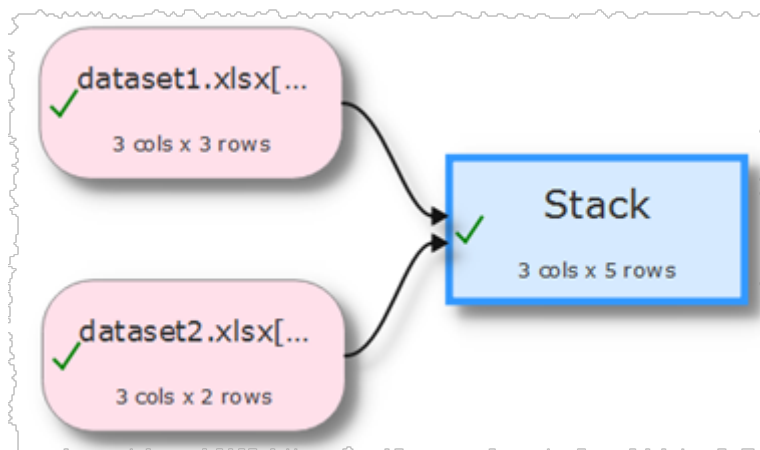 dataset1.xlsx[...
3 cols x 3 rows
Stack
3 cols x 5 rows
dataset2.xlsx[...
3 cols x 2 rows